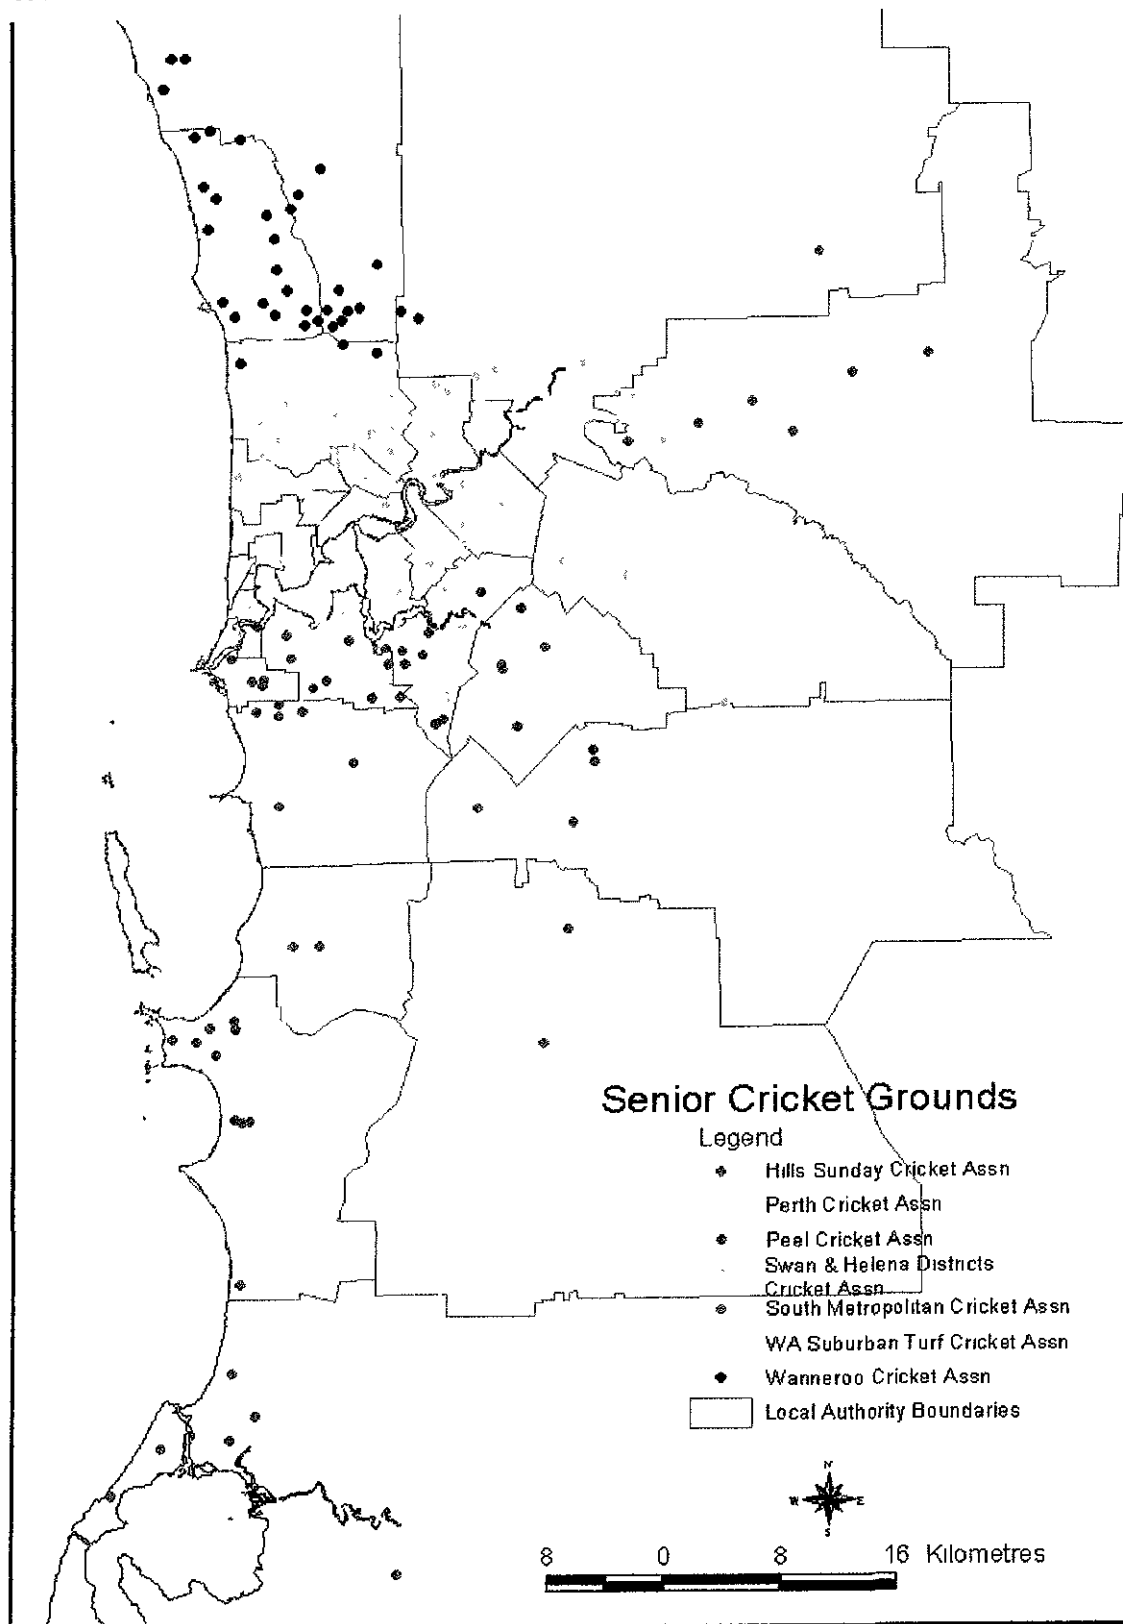 Senior Cricket Grounds
Legend
Hills Sunday Cricket Assn
Perth Cricket Assn
Peel Cricket Assn
Swan & Helena Districts
Cricket Assn
South Metropolitan Cricket Assn
WA Suburban Turf Cricket Assn
Wanneroo Cricket Assn
Local Authority Boundaries
N
W E
S
8 0 8 16 Kilometres